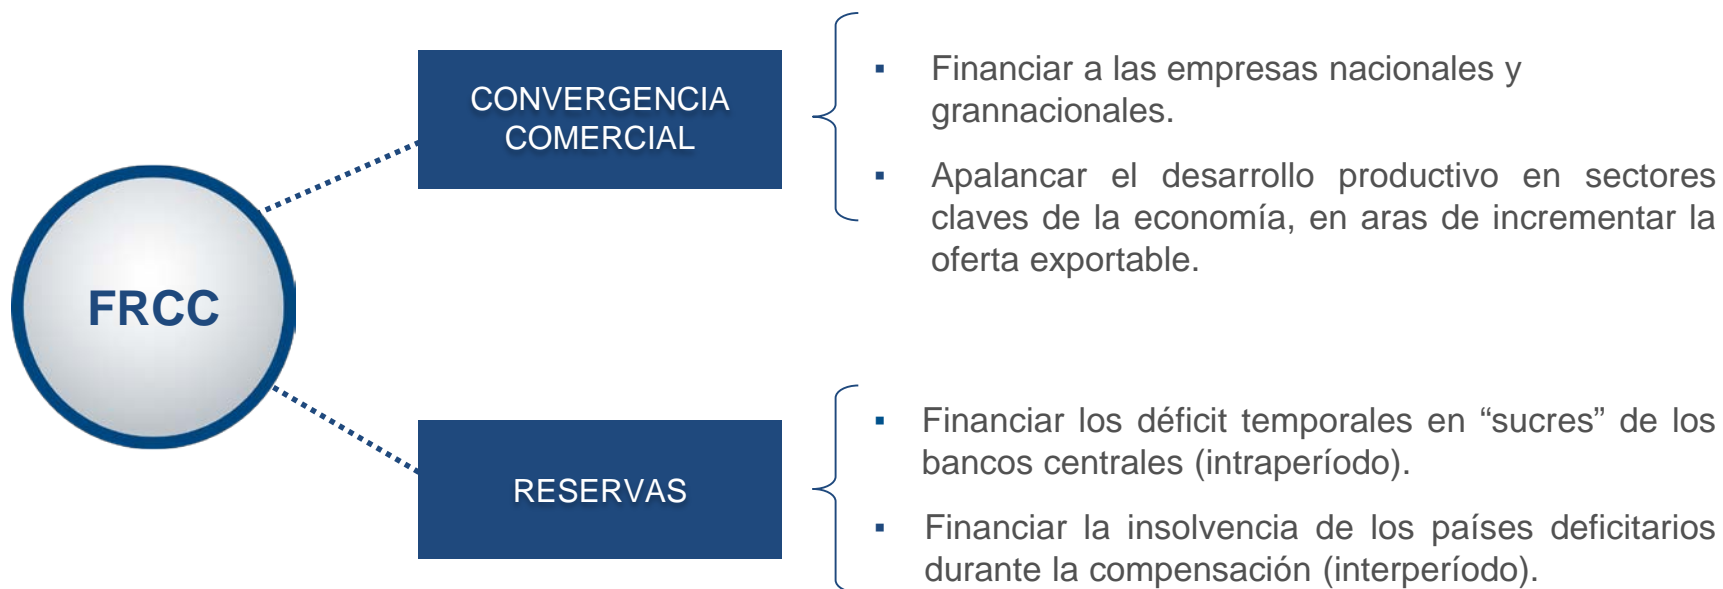 FRCC
CONVERGENCIA
COMERCIAL
▪ Financiar a las empresas nacionales y
grannacionales.
▪ Apalancar el desarrollo productivo en sectores
claves de la economía, en aras de incrementar la
oferta exportable.
RESERVAS
▪ Financiar los déficit temporales en “sucres” de los
bancos centrales (intraperíodo).
▪ Financiar la insolvencia de los países deficitarios
durante la compensación (interperíodo).